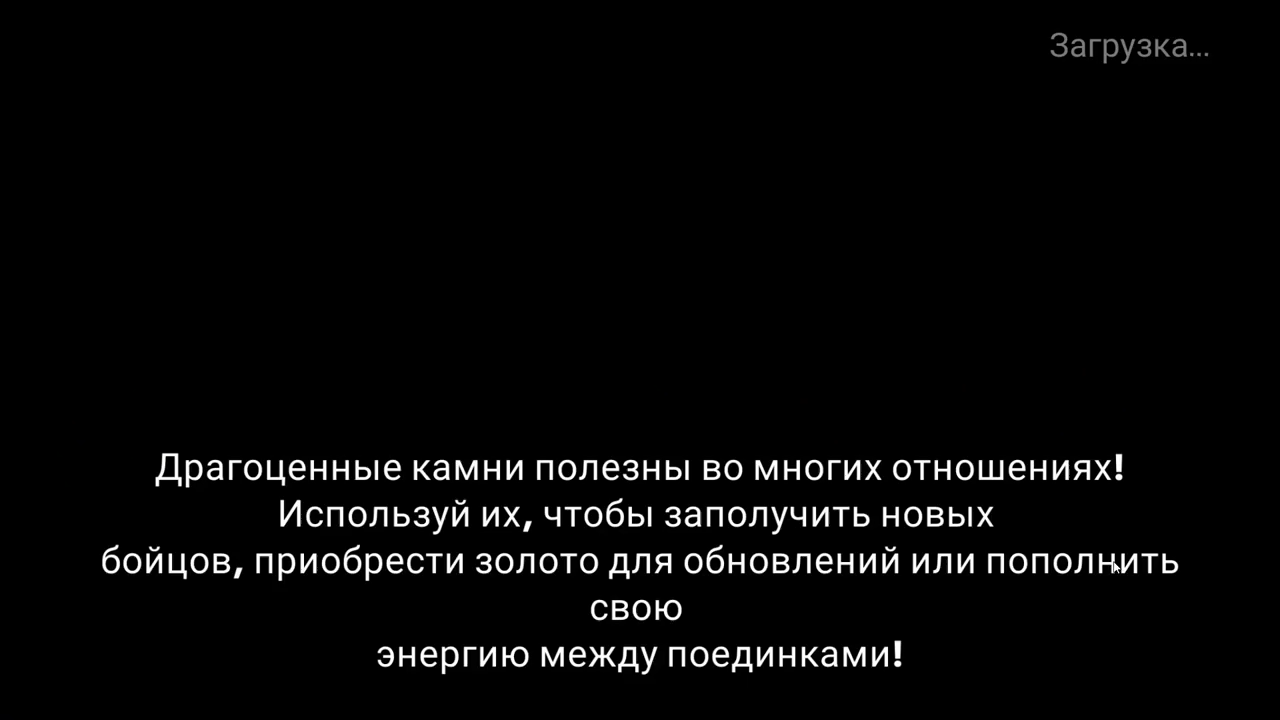 Загрузка...
Драгоценные камни полезны во многих отношениях!
Используй их, чтобы заполучить новых
бойцов, приобрести золото для обновлений или пополнить
свою
энергию между поединками!